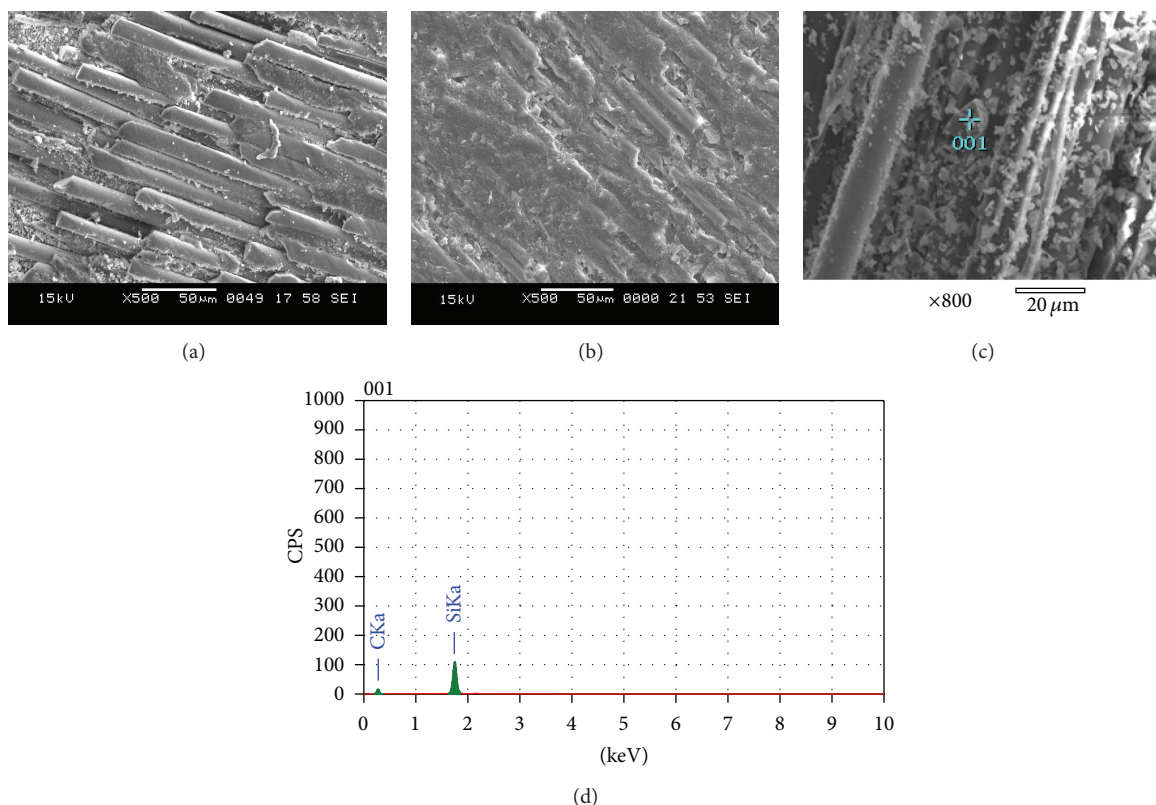 001
15kV X500 50μm 0049 17 58 SEI
15kV X500 50μm 0000 21 53 SEI
×800 20 μm
(a)
(b)
(c)
001
1000
900
800
700
600
500
400
300
200
100
0
CPS
CKa
SiKa
0 1 2 3 4 5 6 7 8 9 10
(keV)
(d)